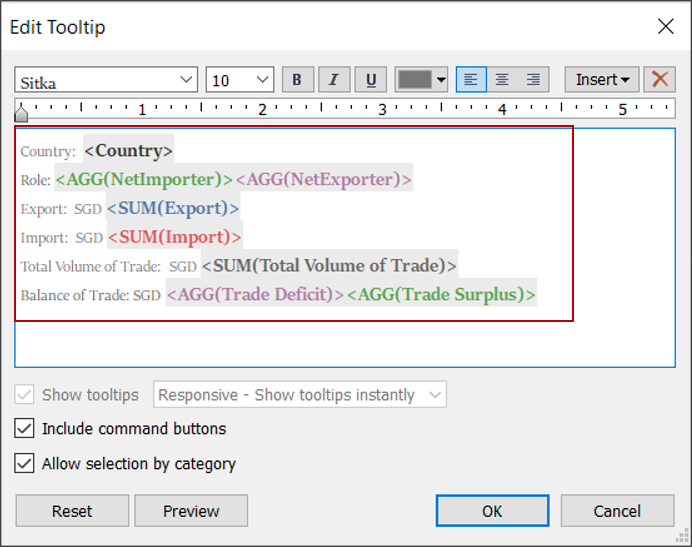 Edit Tooltip
Sitka 10 B I U Insert
1 2 3 4 5
Country: <Country>
Role: <AGG(NetImporter)><AGG(NetExporter)>
Export: SGD <SUM(Export)>
Import: SGD <SUM(Import)>
Total Volume of Trade: SGD <SUM(Total Volume of Trade)>
Balance of Trade: SGD <AGG(Trade Deficit)><AGG(Trade Surplus)>
Show tooltips Responsive - Show tooltips instantly
Include command buttons
Allow selection by category
Reset Preview OK Cancel